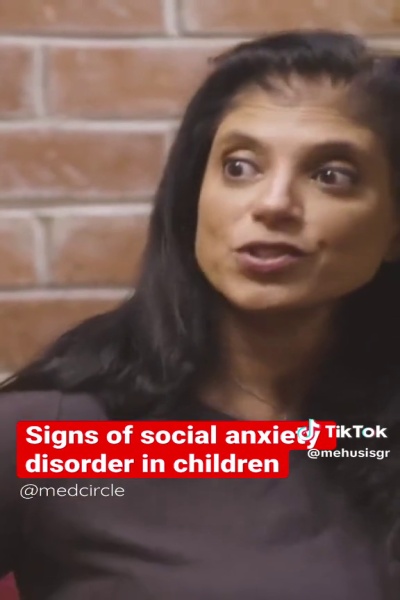 Signs of social anxiety
disorder in children
TikTok
@mehusisgr
@medcircle